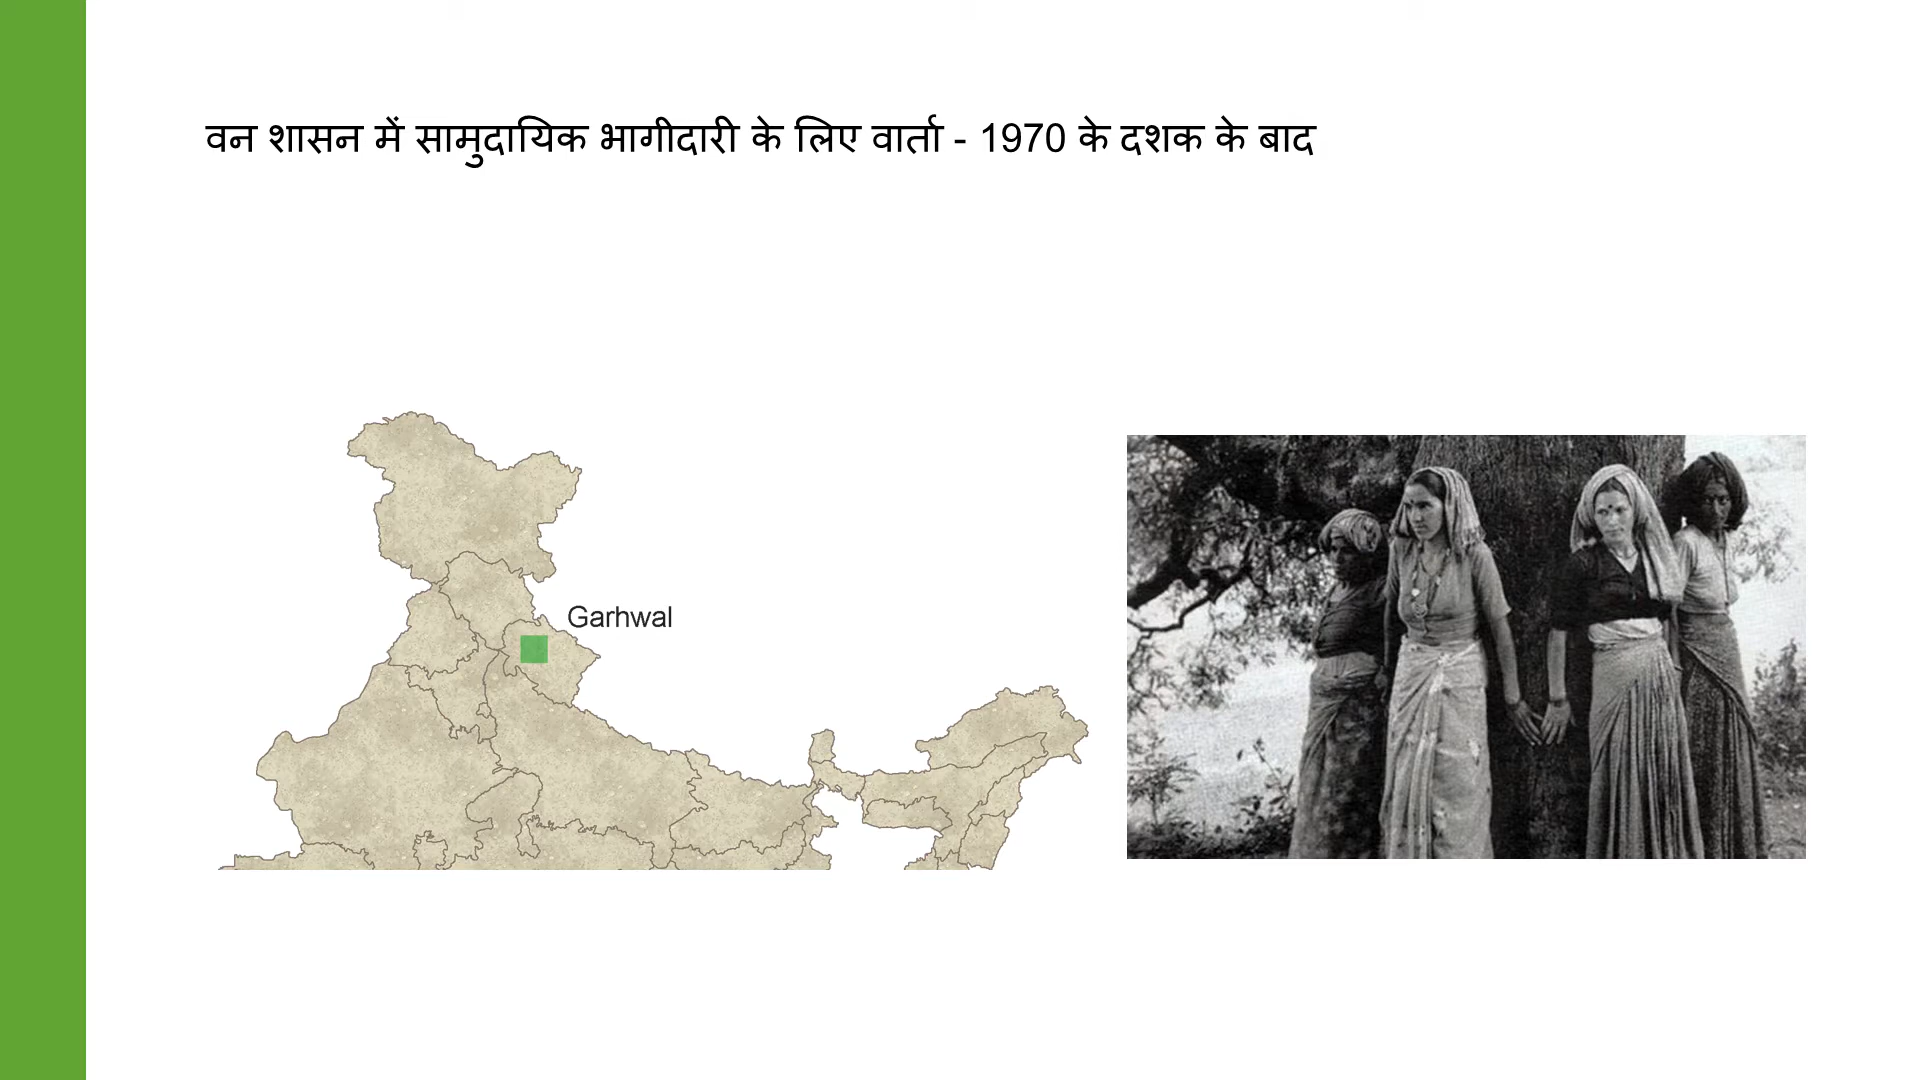 वन शासन में सामुदायिक भागीदारी के लिए वार्ता - 1970 के दशक के बाद
Garhwal